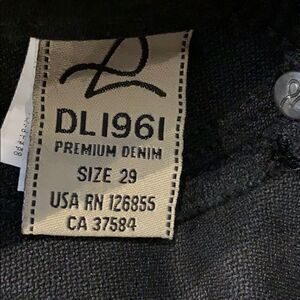 DL1961
PREMIUM DENIM
SIZE 29
USA RN 126855
CA 37584